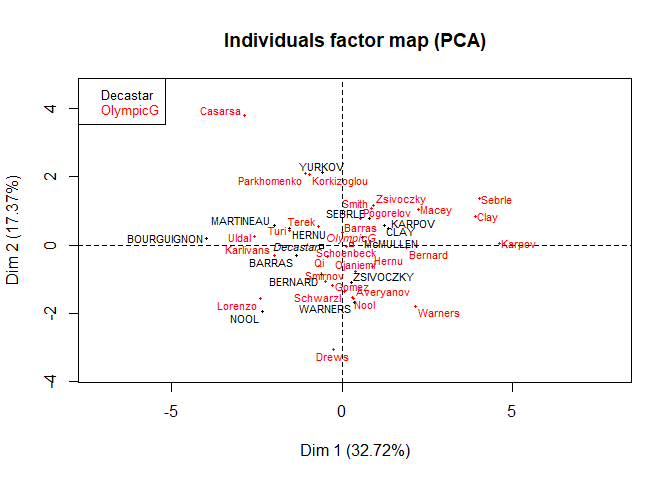 Individuals factor map (PCA)
Decastar
OlympicG
Casarsa
YURKOV
Parkhomenko
Korkizoglou
Zsivoczky
Sebrle
Smith
Macey
Pogorelov
SEBRLE
Clay
MARTINEAU
Terek
KARPOV
Barras
CLAY
Turi
HERNU
BOURGUIGNON
Uldal
OlympicG
McMULLEN
Karpov
Decastar
Karlivans
Schoenbeck
Bernard
BARRAS
Qi
Ojaniemi
Hernu
Smirnov
ZSIVOCZKY
BERNARD
Gomez
Averyanov
Schwarzl
Lorenzo
WARNERS
Nool
Warners
NOOL
Drews
4
2
0
-2
-4
Dim 2 (17.37%)
-5
0
5
Dim 1 (32.72%)